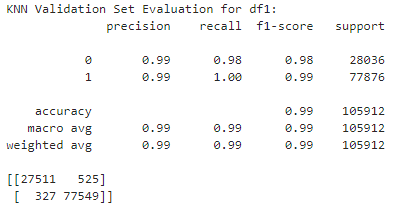 KNN Validation Set Evaluation for df1:
precision recall f1-score support
0 0.99 0.98 0.98 28036
1 0.99 1.00 0.99 77876
accuracy 0.99 105912
macro avg 0.99 0.99 0.99 105912
weighted avg 0.99 0.99 0.99 105912
[[27511 525]
[ 327 77549]]